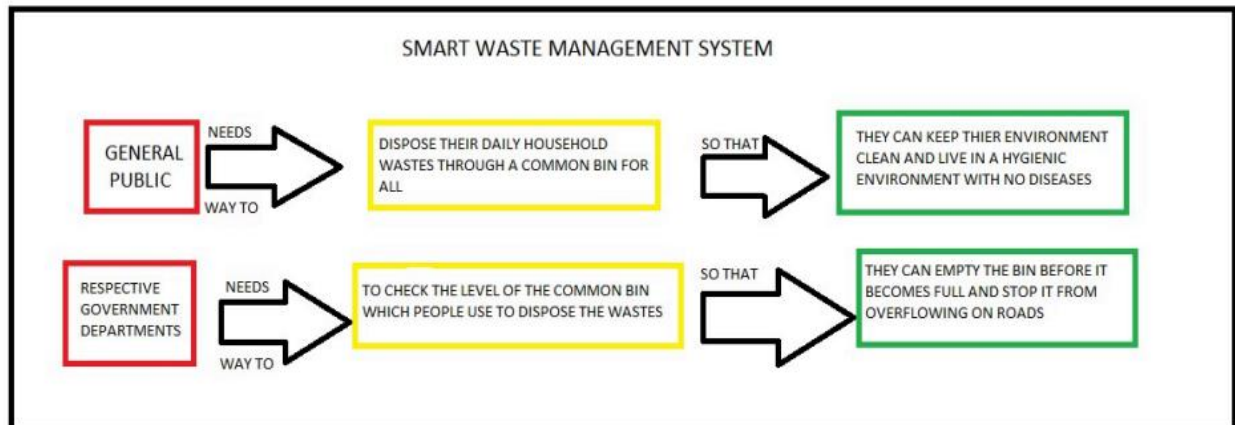 SMART WASTE MANAGEMENT SYSTEM
GENERAL
PUBLIC
NEEDS
WAY TO
DISPOSE THEIR DAILY HOUSEHOLD
WASTES THROUGH A COMMON BIN FOR
ALL
SO THAT
THEY CAN KEEP THIER ENVIRONMENT
CLEAN AND LIVE IN A HYGIENIC
ENVIRONMENT WITH NO DISEASES
RESPECTIVE
GOVERNMENT
DEPARTMENTS
NEEDS
WAY TO
TO CHECK THE LEVEL OF THE COMMON BIN
WHICH PEOPLE USE TO DISPOSE THE WASTES
SO THAT
THEY CAN EMPTY THE BIN BEFORE IT
BECOMES FULL AND STOP IT FROM
OVERFLOWING ON ROADS